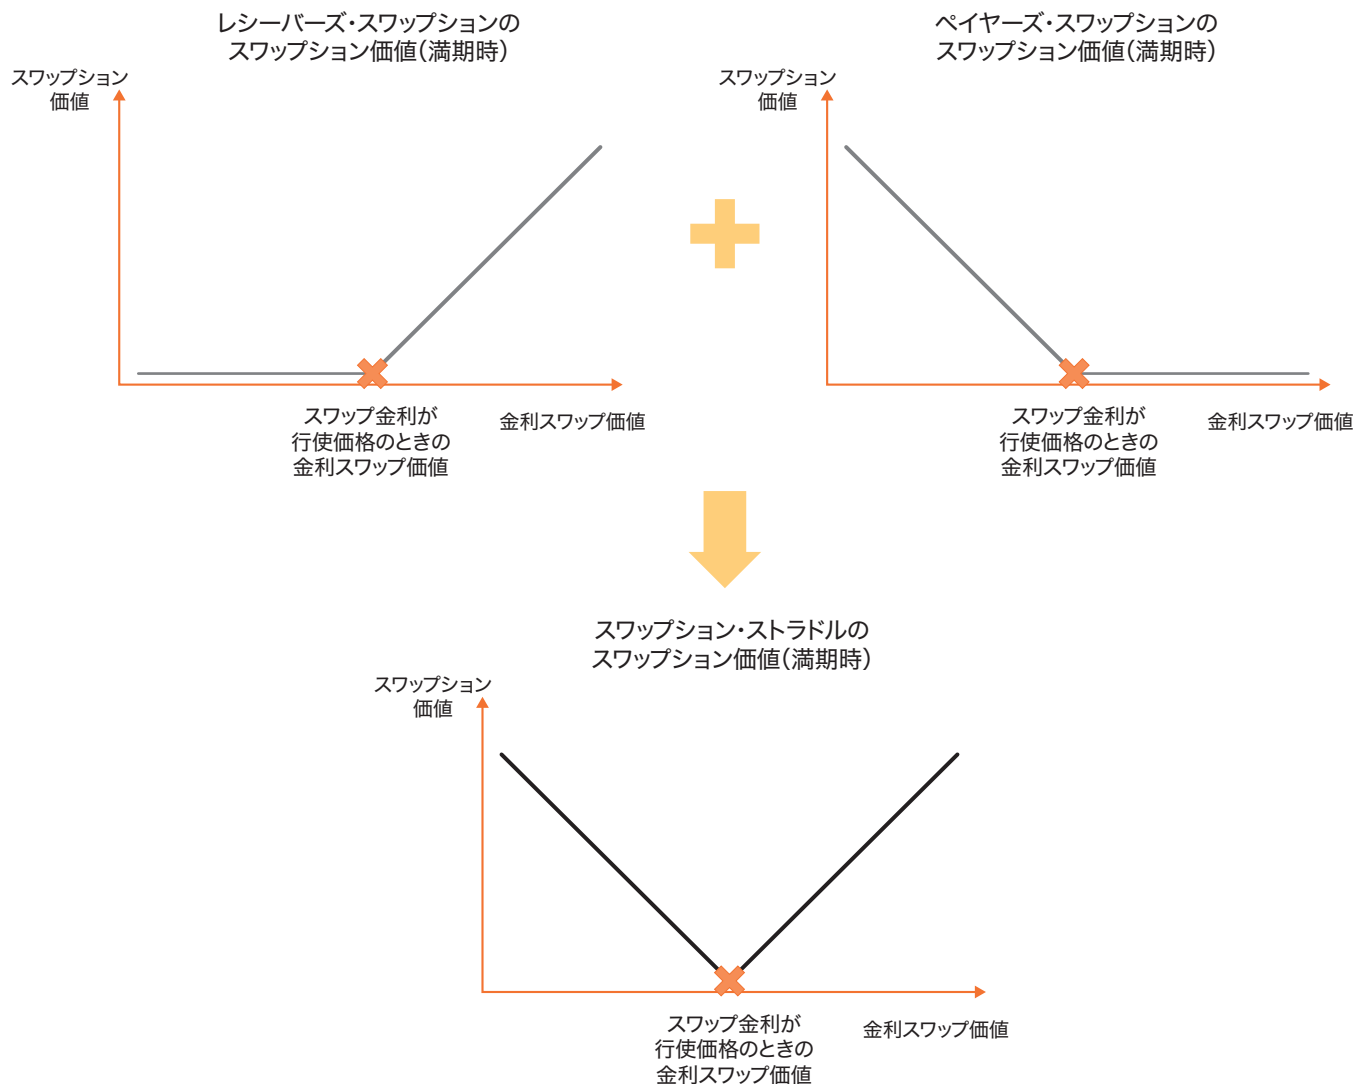 レシーバーズ・スワップションの
スワップション価値(満期時)
スワップション
価値
スワップ金利が
行使価格のときの
金利スワップ価値
金利スワップ価値
ペイヤーズ・スワップションの
スワップション価値(満期時)
スワップション
価値
スワップ金利が
行使価格のときの
金利スワップ価値
金利スワップ価値
スワップション・ストラドルの
スワップション価値(満期時)
スワップション
価値
スワップ金利が
行使価格のときの
金利スワップ価値
金利スワップ価値